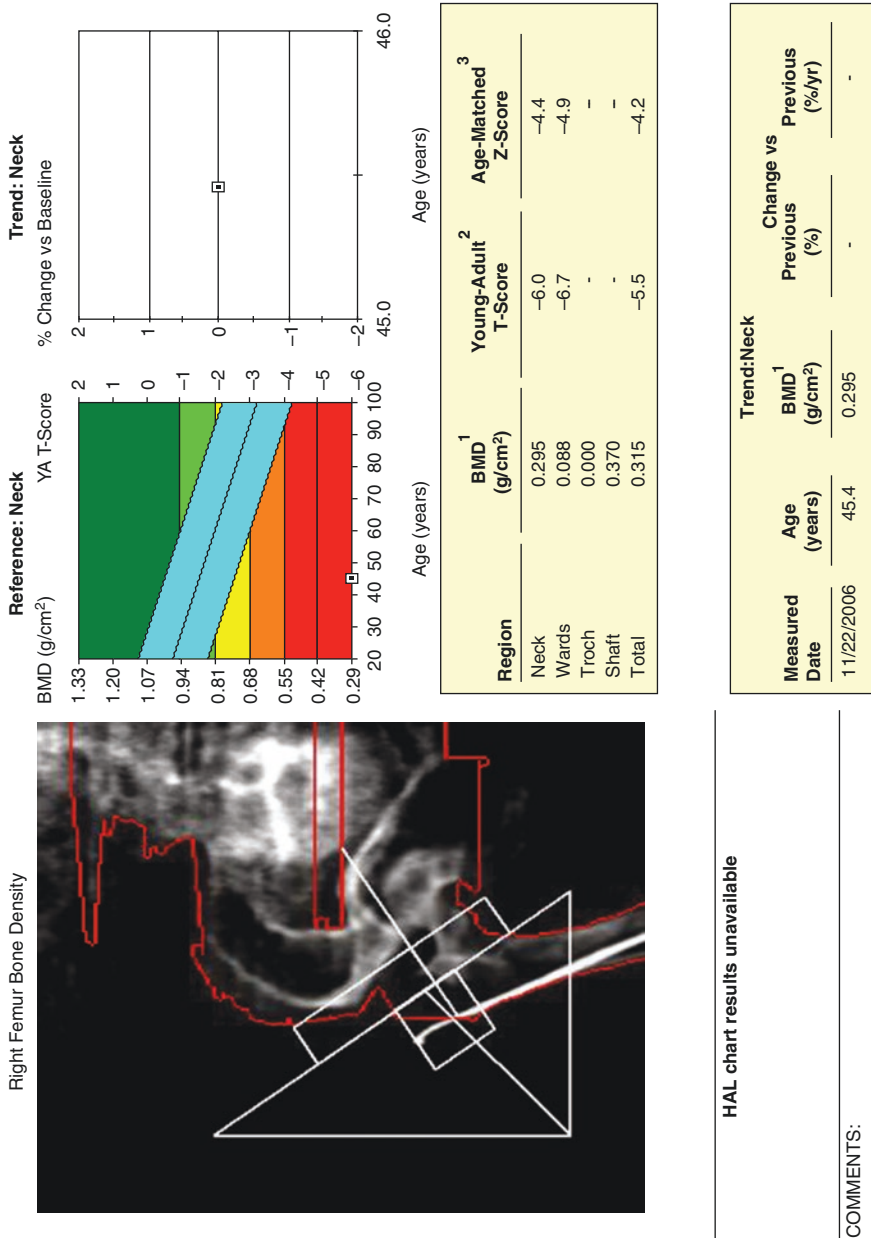 Right Femur Bone Density
Reference: Neck
BMD (g/cm²) YA T-Score
1.33 2
1.20 1
1.07 0
0.94 −1
0.81 −2
0.68 −3
0.55 −4
0.42 −5
0.29 −6
20 30 40 50 60 70 80 90 100
Age (years)
Trend: Neck
% Change vs Baseline
2
1
0
−1
−2
45.0 46.0
Age (years)
Region BMD¹ (g/cm²) Young-Adult² T-Score Age-Matched³ Z-Score
Neck 0.295 −6.0 −4.4
Wards 0.088 −6.7 −4.9
Troch 0.000 - -
Shaft 0.370 - -
Total 0.315 −5.5 −4.2
HAL chart results unavailable
COMMENTS:
Trend:Neck
Change vs
Measured Date Age (years) BMD¹ (g/cm²) Previous (%) Previous (%/yr)
11/22/2006 45.4 0.295 - -